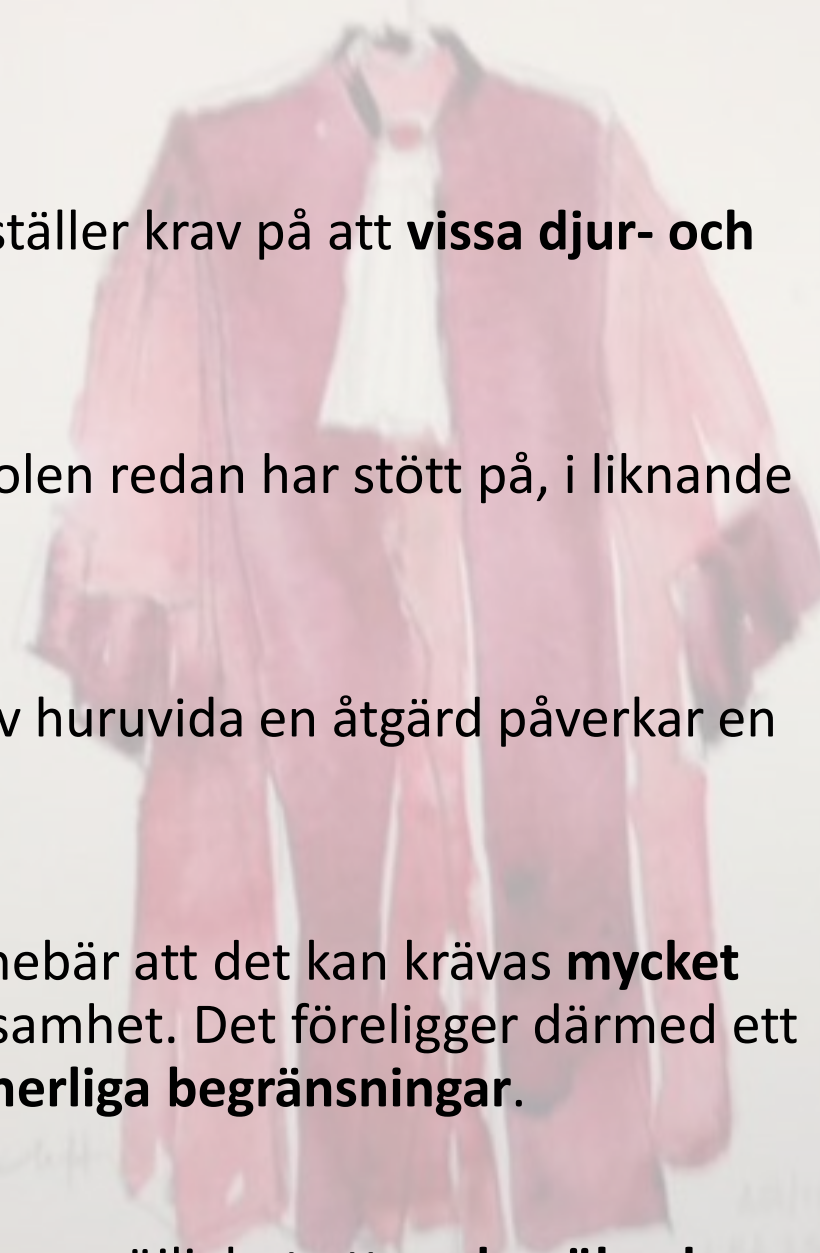 ställer krav på att vissa djur- och
olen redan har stött på, i liknande
v huruvida en åtgärd påverkar en
nebär att det kan krävas mycket
samhet. Det föreligger därmed ett
nerliga begränsningar.